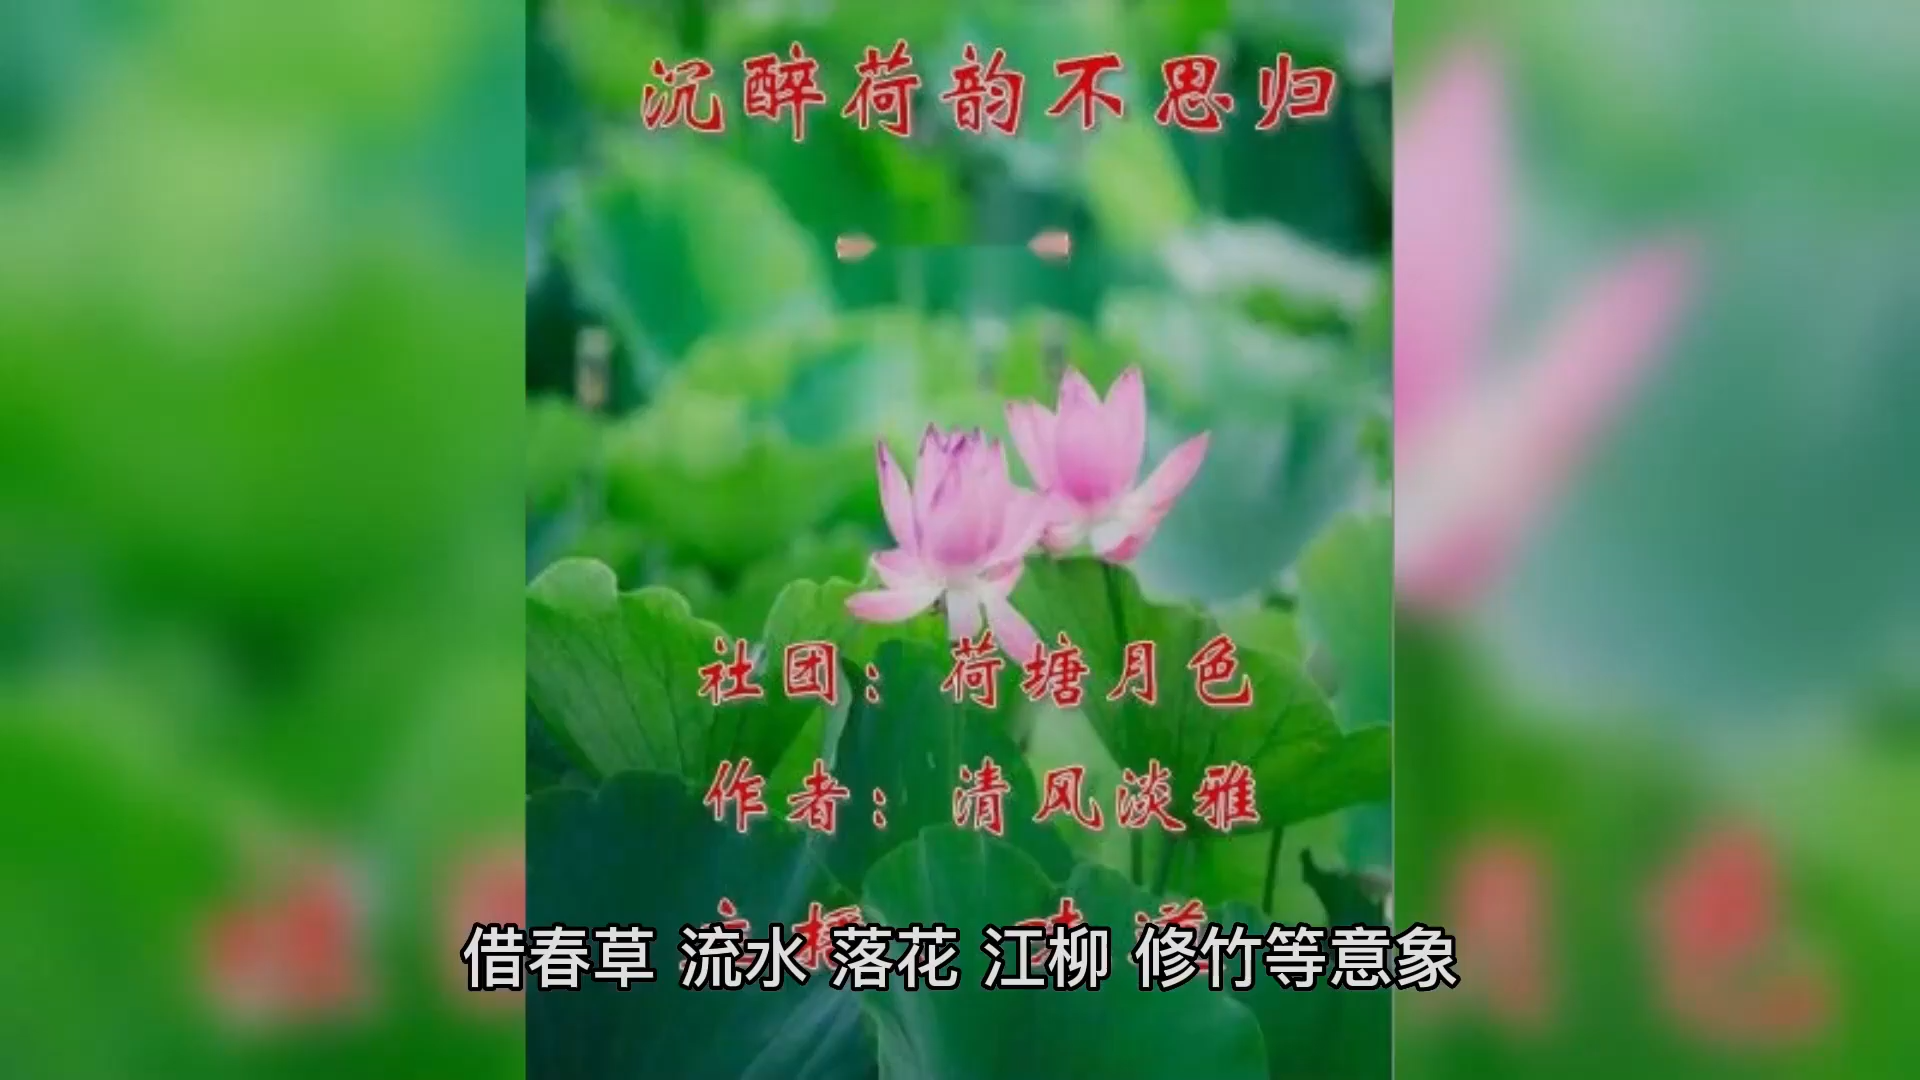 沉醉荷韵不思归
社团：荷塘月色
作者：清风淡雅
借春草 流水 落花 江柳 修竹等意象